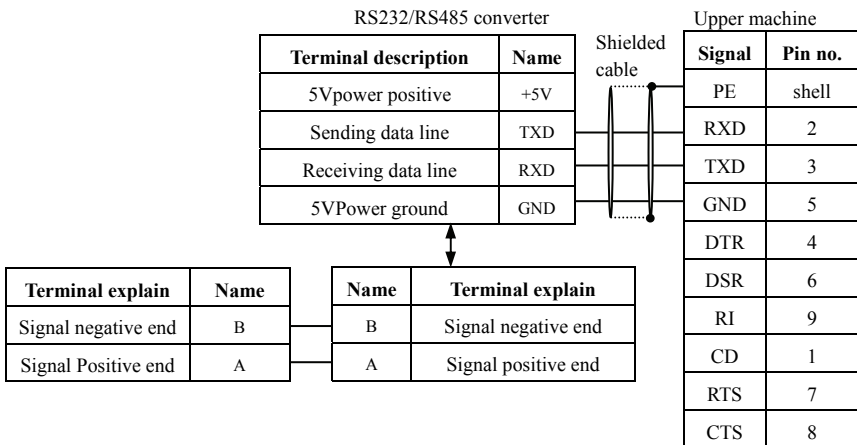 RS232/RS485 converter
Terminal description Name
5Vpower positive +5V
Sending data line TXD
Receiving data line RXD
5VPower ground GND
Shielded
cable
Upper machine
Signal Pin no.
PE shell
RXD 2
TXD 3
GND 5
DTR 4
DSR 6
RI 9
CD 1
RTS 7
CTS 8
Terminal explain Name
Signal negative end B
Signal Positive end A
Name Terminal explain
B Signal negative end
A Signal positive end